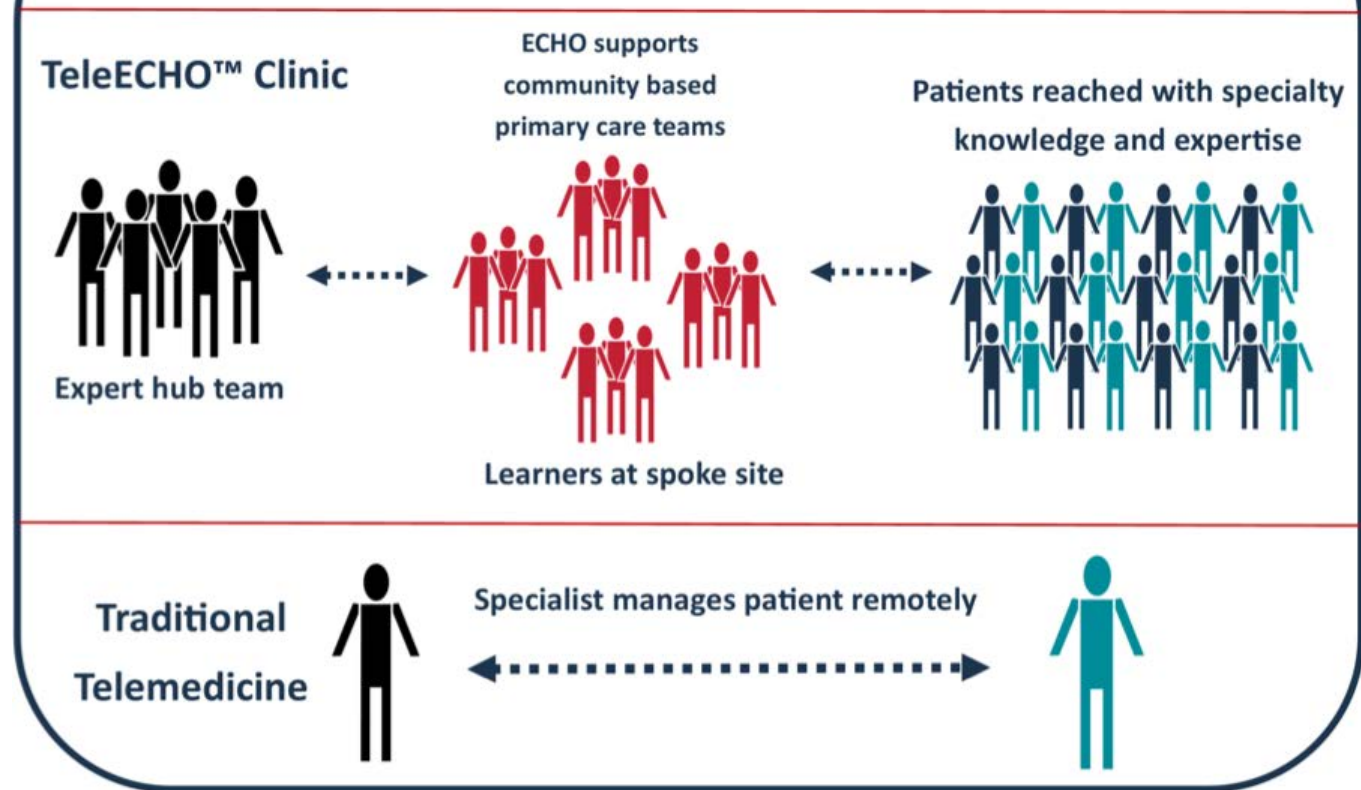 TeleECHO™ Clinic
ECHO supports
community based
primary care teams
Patients reached with specialty
knowledge and expertise
Expert hub team
Learners at spoke site
Traditional
Telemedicine
Specialist manages patient remotely